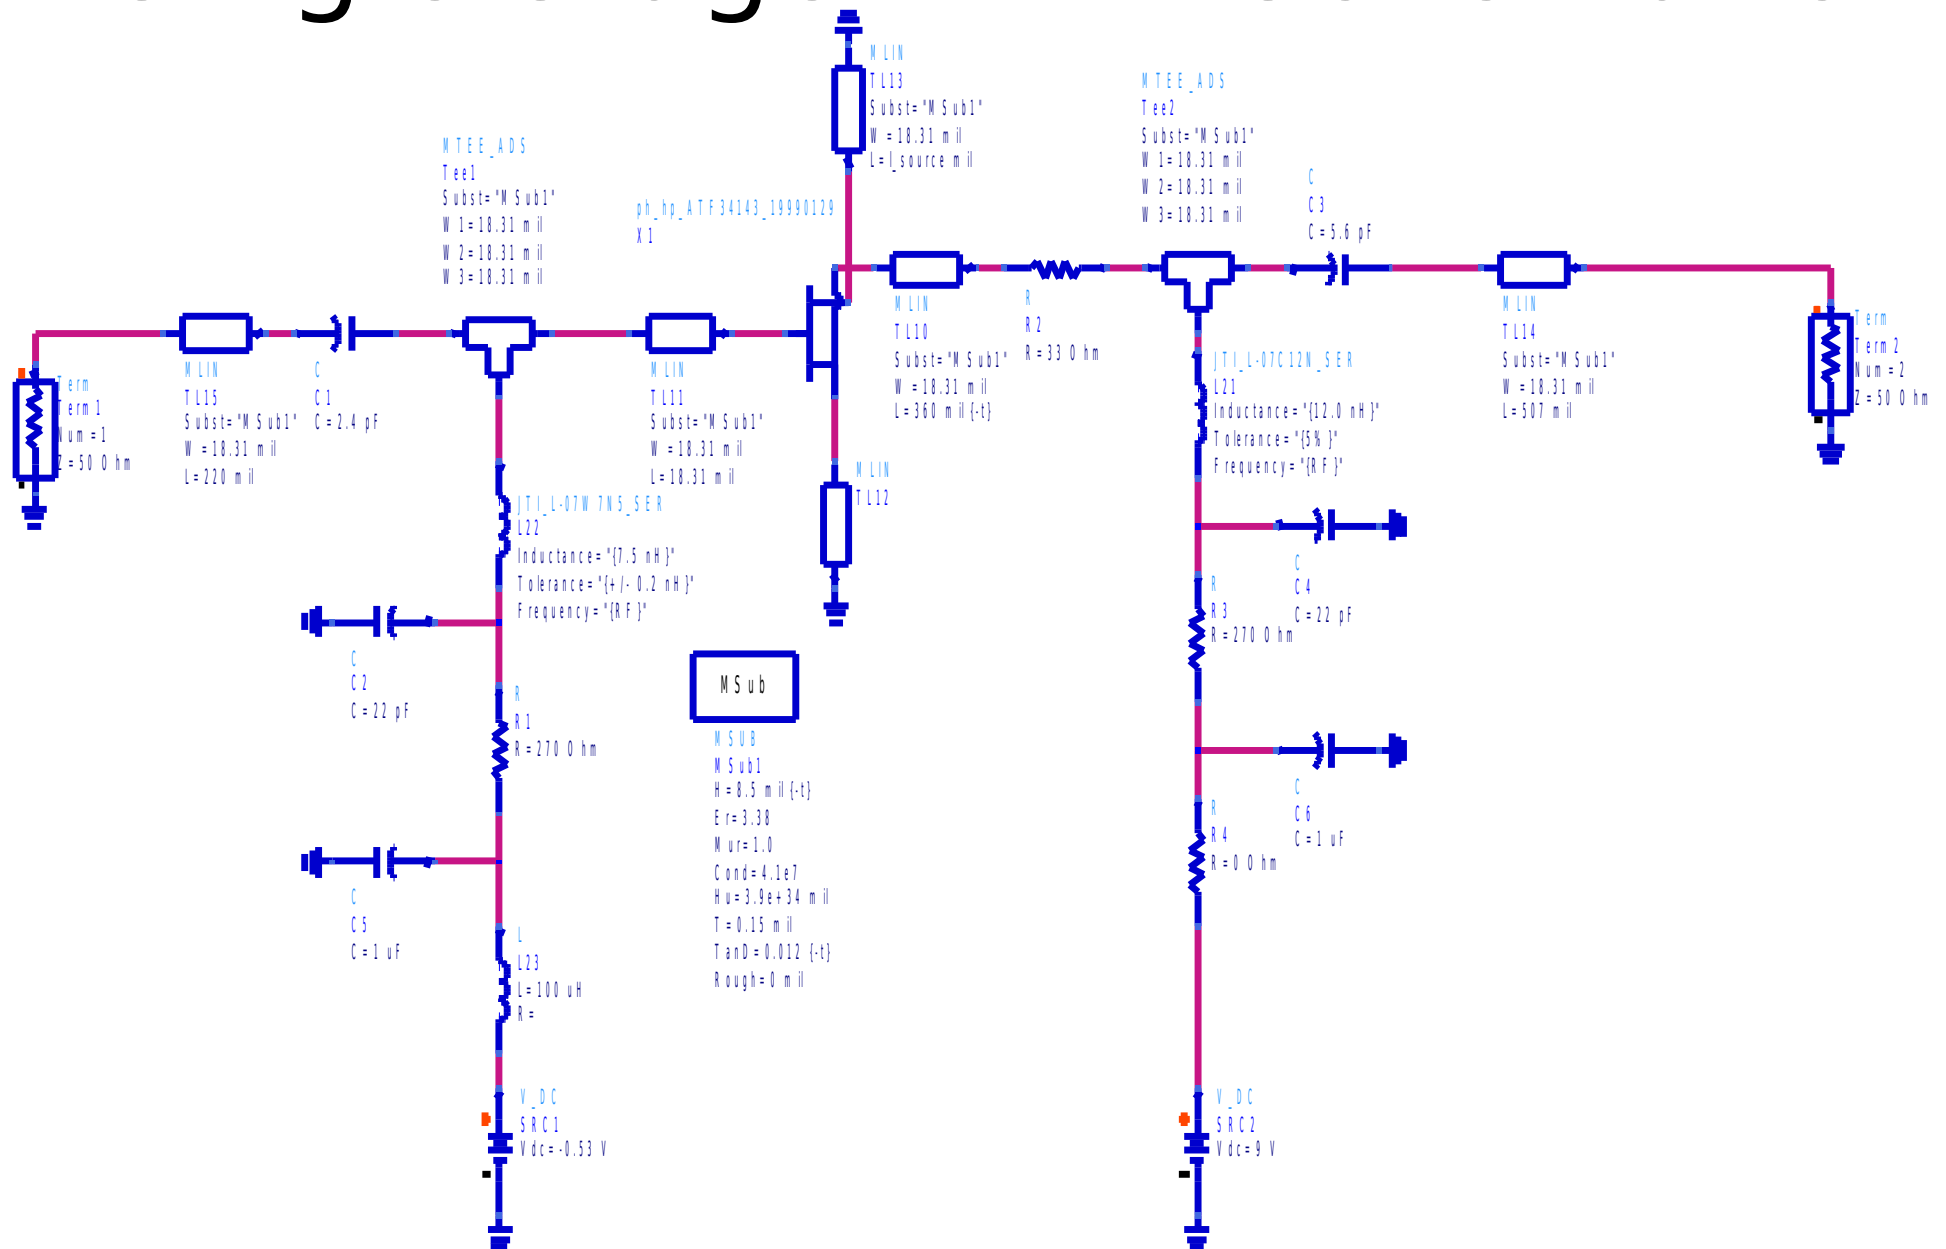 MLIN
TL13
Subst="MSub1"
W=18.31 mil
L=l_source mil
MTEE_ADS
Tee2
Subst="MSub1"
W1=18.31 mil
W2=18.31 mil
W3=18.31 mil
MTEE_ADS
Tee1
Subst="MSub1"
W1=18.31 mil
W2=18.31 mil
W3=18.31 mil
ph_hp_ATF34143_19990129
X1
C
C3
C=5.6 pF
MLIN
TL10
Subst="MSub1"
W=18.31 mil
L=360 mil {-t}
R
R2
R=33 Ohm
MLIN
TL14
Subst="MSub1"
W=18.31 mil
L=507 mil
Term
Term2
Num=2
Z=50 Ohm
Term
Term1
Num=1
Z=50 Ohm
MLIN
TL15
Subst="MSub1"
W=18.31 mil
L=220 mil
C
C1
C=2.4 pF
MLIN
TL11
Subst="MSub1"
W=18.31 mil
L=18.31 mil
JTI_L-07C12N_SER
L21
Inductance="{12.0 nH}"
Tolerance="{5%}"
Frequency="{RF}"
MLIN
TL12
JTI_L-07W7N5_SER
L22
Inductance="{7.5 nH}"
Tolerance="{+/- 0.2 nH}"
Frequency="{RF}"
C
C4
C=22 pF
R
R3
R=270 Ohm
C
C2
C=22 pF
R
R1
R=270 Ohm
MSub
MSUB
MSub1
H=8.5 mil {-t}
Er=3.38
Mur=1.0
Cond=4.1e7
Hu=3.9e+34 mil
T=0.15 mil
TanD=0.012 {-t}
Rough=0 mil
C
C6
C=1 uF
R
R4
R=0 Ohm
C
C5
C=1 uF
L
L23
L=100 uH
R=
V_DC
SRC1
Vdc=-0.53 V
V_DC
SRC2
Vdc=9 V